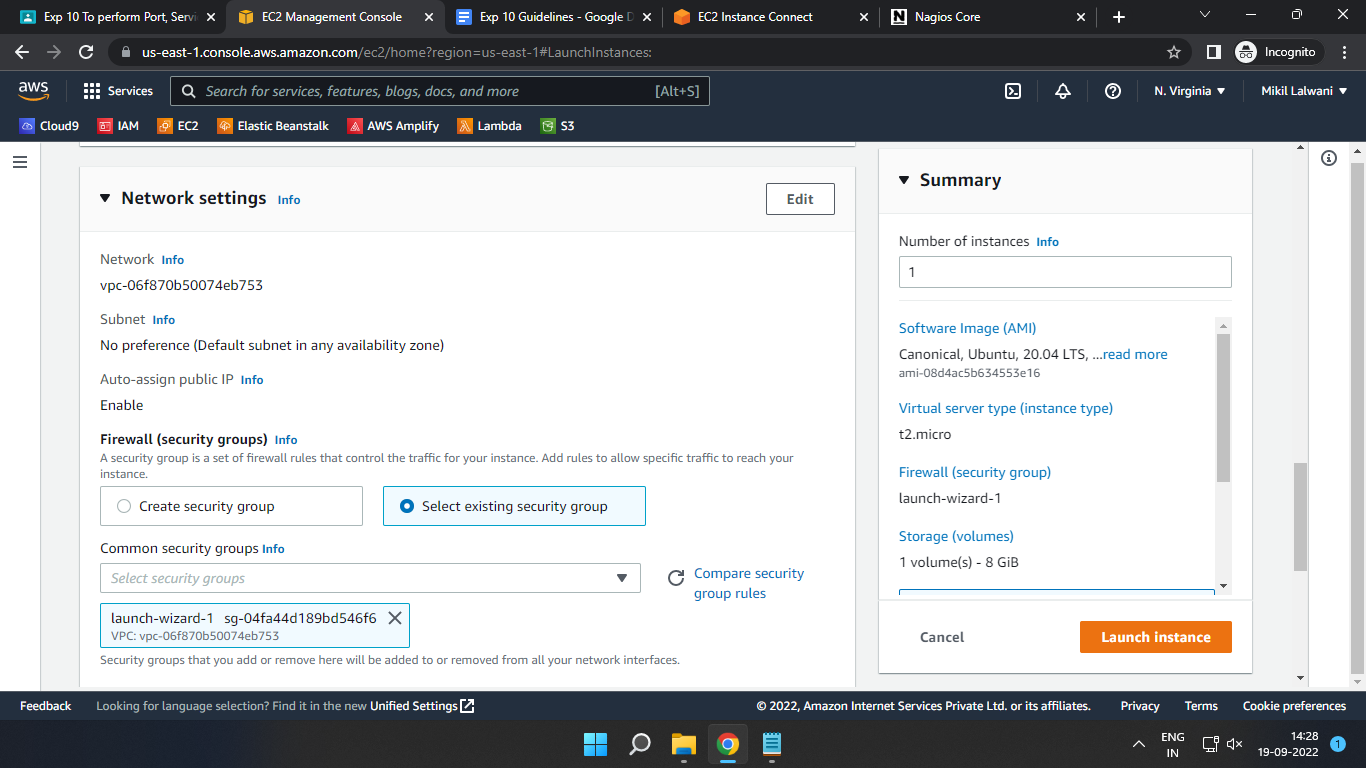 Exp 10 To perform Port, Servi
EC2 Management Console
Exp 10 Guidelines - Google D
EC2 Instance Connect
Nagios Core
us-east-1.console.aws.amazon.com/ec2/home?region=us-east-1#LaunchInstances:
Incognito
aws
Services
Search for services, features, blogs, docs, and more
[Alt+S]
N. Virginia
Mikil Lalwani
Cloud9
IAM
EC2
Elastic Beanstalk
AWS Amplify
Lambda
S3
Network settings Info
Edit
Network Info
vpc-06f870b50074eb753
Subnet Info
No preference (Default subnet in any availability zone)
Auto-assign public IP Info
Enable
Firewall (security groups) Info
A security group is a set of firewall rules that control the traffic for your instance. Add rules to allow specific traffic to reach your
instance.
Create security group
Select existing security group
Common security groups Info
Select security groups
Compare security
group rules
launch-wizard-1 sg-04fa44d189bd546f6
VPC: vpc-06f870b50074eb753
Security groups that you add or remove here will be added to or removed from all your network interfaces.
Summary
Number of instances Info
1
Software Image (AMI)
Canonical, Ubuntu, 20.04 LTS, ...read more
ami-08d4ac5b634553e16
Virtual server type (instance type)
t2.micro
Firewall (security group)
launch-wizard-1
Storage (volumes)
1 volume(s) - 8 GiB
Cancel
Launch instance
Feedback
Looking for language selection? Find it in the new Unified Settings
© 2022, Amazon Internet Services Private Ltd. or its affiliates.
Privacy
Terms
Cookie preferences
ENG
IN
14:28
19-09-2022
1